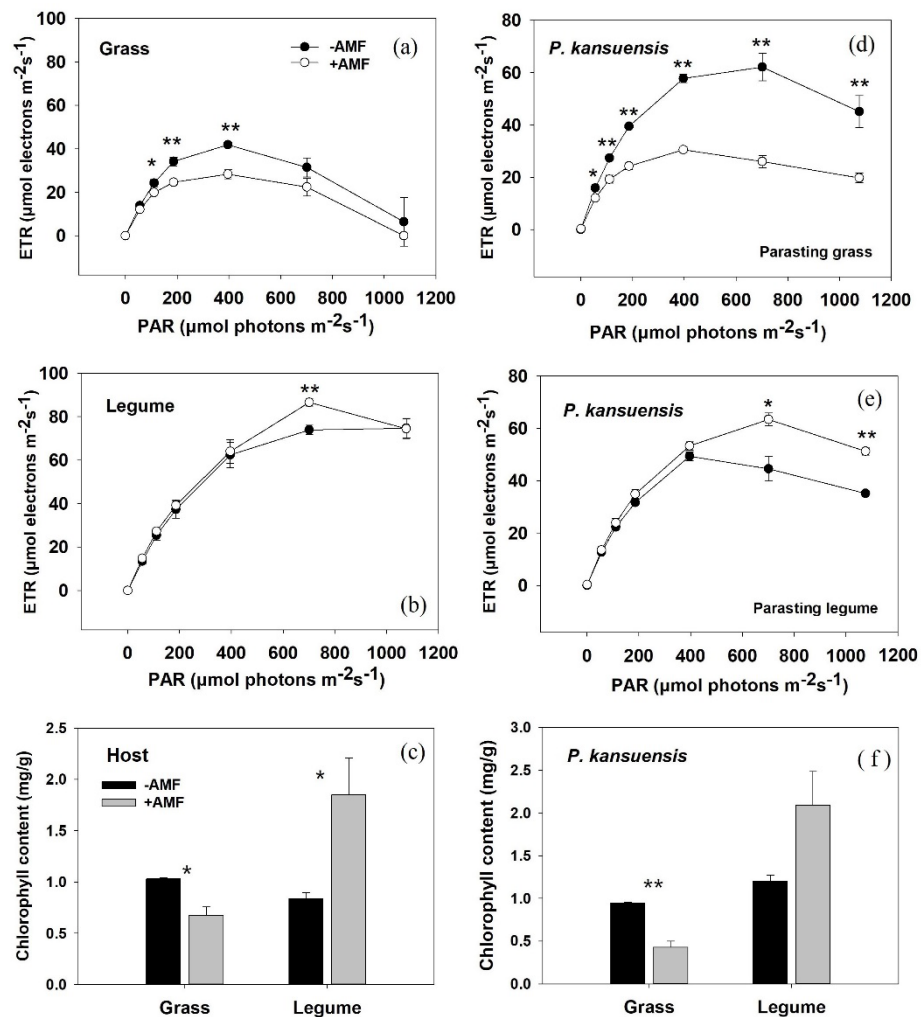 100
80
60
40
20
0
ETR (µmol electrons m⁻²s⁻¹)
Grass
-AMF
+AMF
(a)
*
**
**
0 200 400 600 800 1000 1200
PAR (µmol photons m⁻²s⁻¹)
80
60
40
20
0
ETR (µmol electrons m⁻²s⁻¹)
P. kansuensis
(d)
*
**
**
**
**
**
Parasting grass
0 200 400 600 800 1000 1200
PAR (µmol photons m⁻²s⁻¹)
100
80
60
40
20
0
ETR (µmol electrons m⁻²s⁻¹)
Legume
**
(b)
0 200 400 600 800 1000 1200
PAR (µmol photons m⁻²s⁻¹)
80
60
40
20
0
ETR (µmol electrons m⁻²s⁻¹)
P. kansuensis
(e)
*
**
Parasting legume
0 200 400 600 800 1000 1200
PAR (µmol photons m⁻²s⁻¹)
2.5
2.0
1.5
1.0
0.5
0.0
Chlorophyll content (mg/g)
Host
(c)
-AMF
+AMF
*
*
Grass Legume
3.0
2.5
2.0
1.5
1.0
0.5
0.0
Chlorophyll content (mg/g)
P. kansuensis
( f )
**
Grass Legume